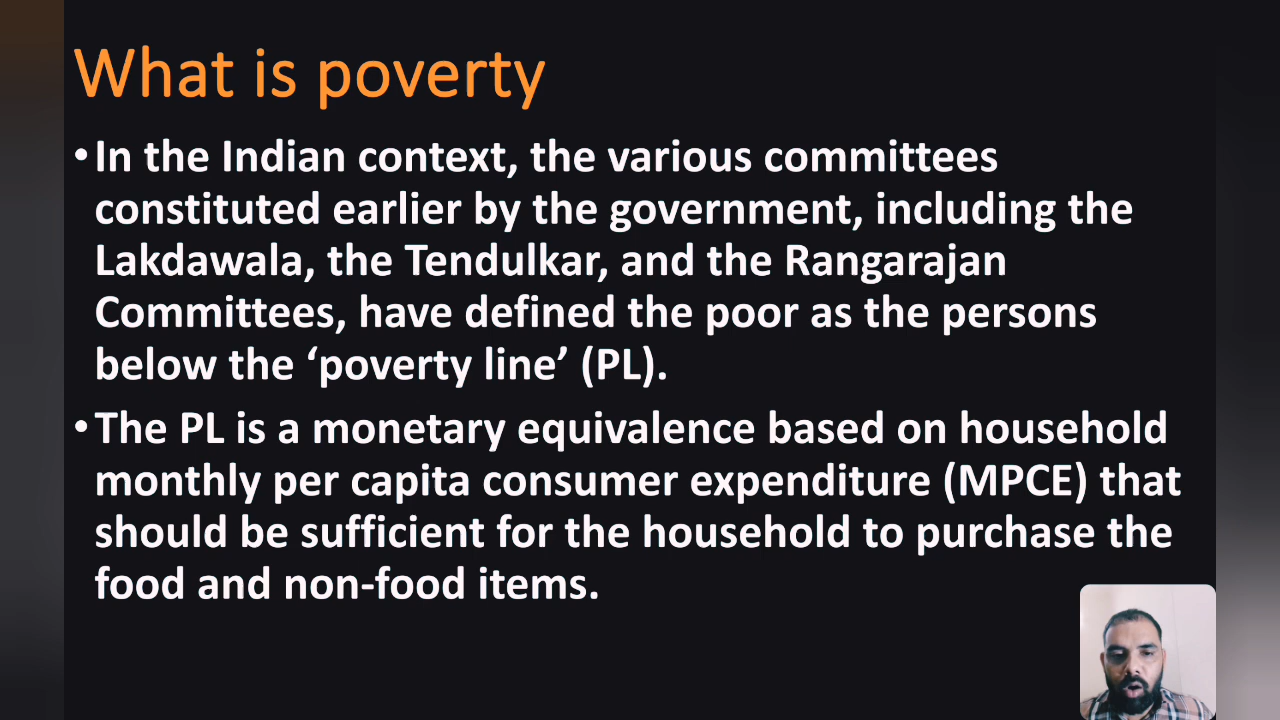 What is poverty
•In the Indian context, the various committees
constituted earlier by the government, including the
Lakdawala, the Tendulkar, and the Rangarajan
Committees, have defined the poor as the persons
below the ‘poverty line’ (PL).
•The PL is a monetary equivalence based on household
monthly per capita consumer expenditure (MPCE) that
should be sufficient for the household to purchase the
food and non-food items.